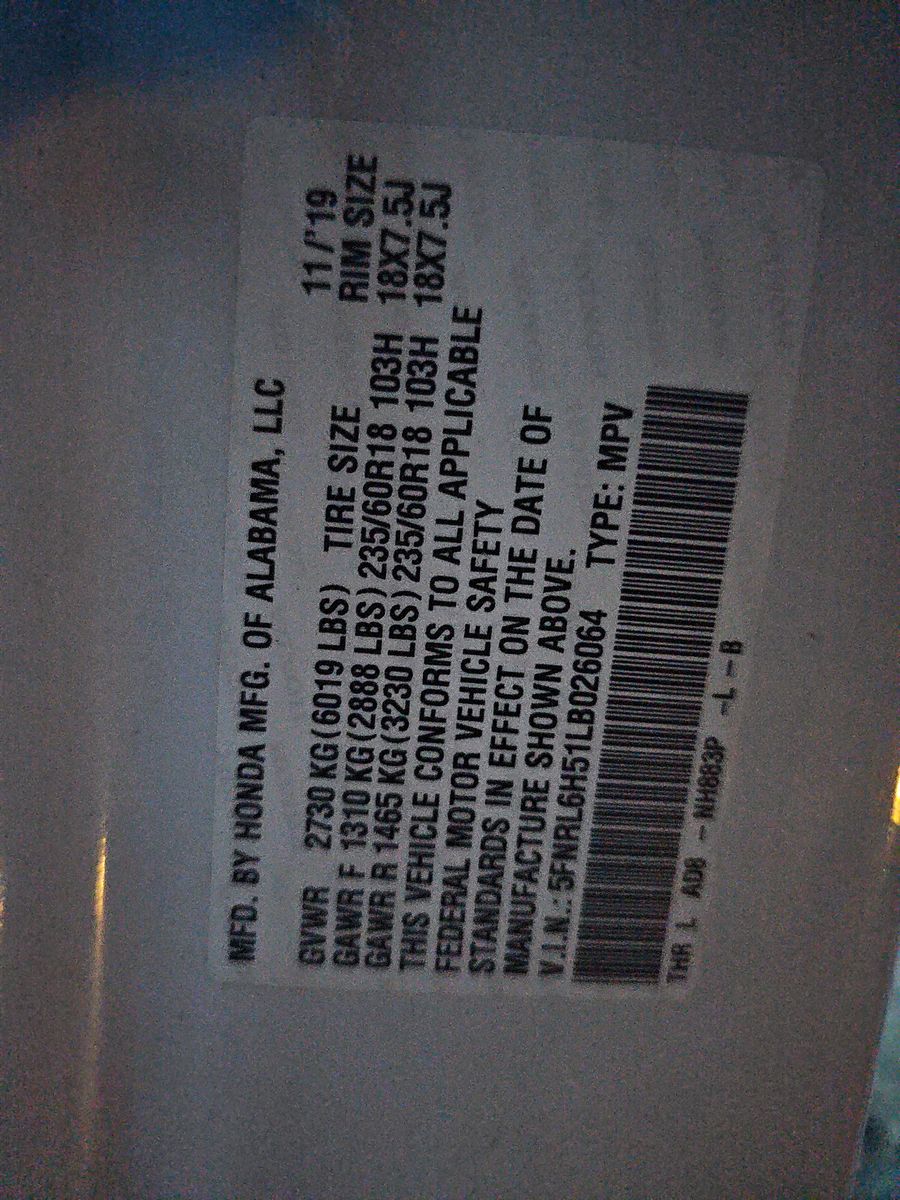 MFD. BY HONDA MFG. OF ALABAMA, LLC
11/'19
GVWR 2730 KG(6019 LBS) TIRE SIZE RIM SIZE
GAWR F 1310 KG(2888 LBS) 235/60R18 103H 18X7.5J
GAWR R 1465 KG(3230 LBS) 235/60R18 103H 18X7.5J
THIS VEHICLE CONFORMS TO ALL APPLICABLE
FEDERAL MOTOR VEHICLE SAFETY
STANDARDS IN EFFECT ON THE DATE OF
MANUFACTURE SHOWN ABOVE.
V.I.N.:5FNRL6H51LB026064 TYPE: MPV
THR L AD0 - NH883P -L-B